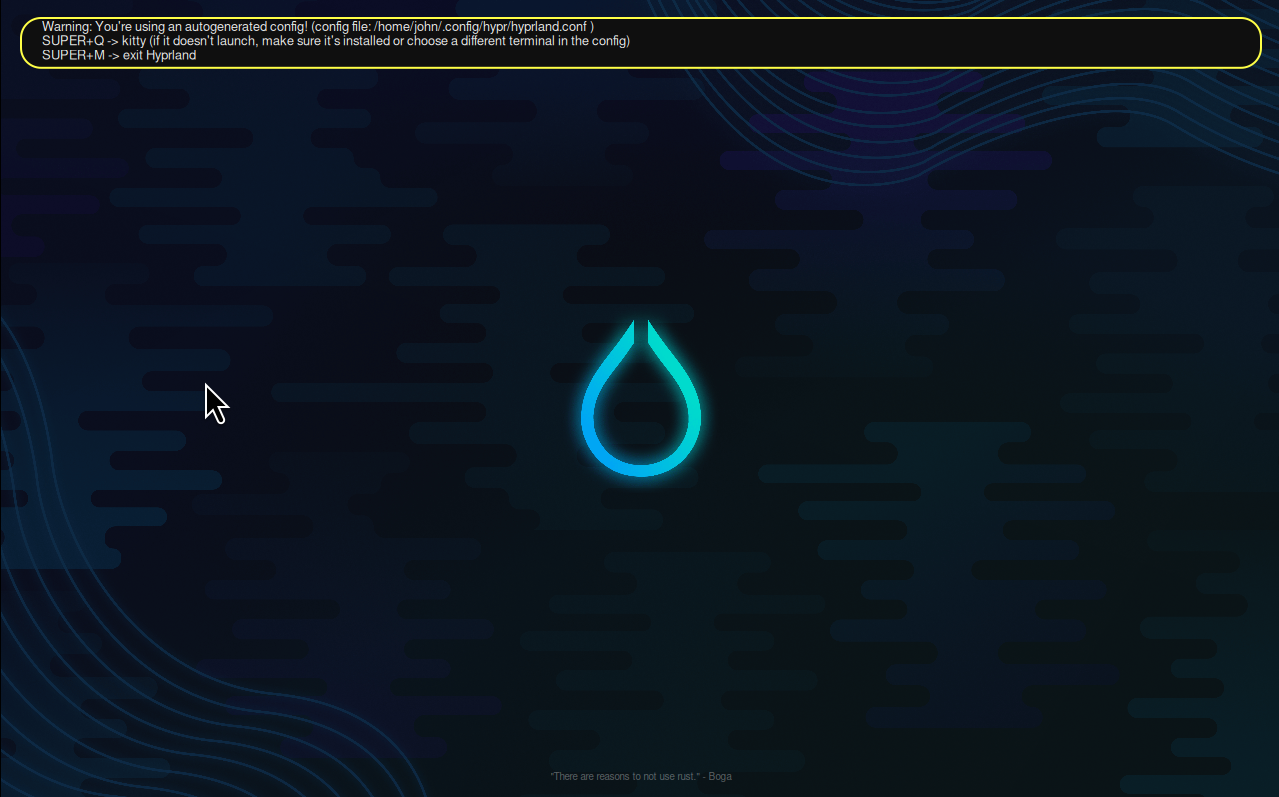 Warning: You're using an autogenerated config! (config file: /home/john/.config/hypr/hyprland.conf )
SUPER+Q -> kitty (if it doesn't launch, make sure it's installed or choose a different terminal in the config)
SUPER+M -> exit Hyprland
"There are reasons to not use rust." - Boga